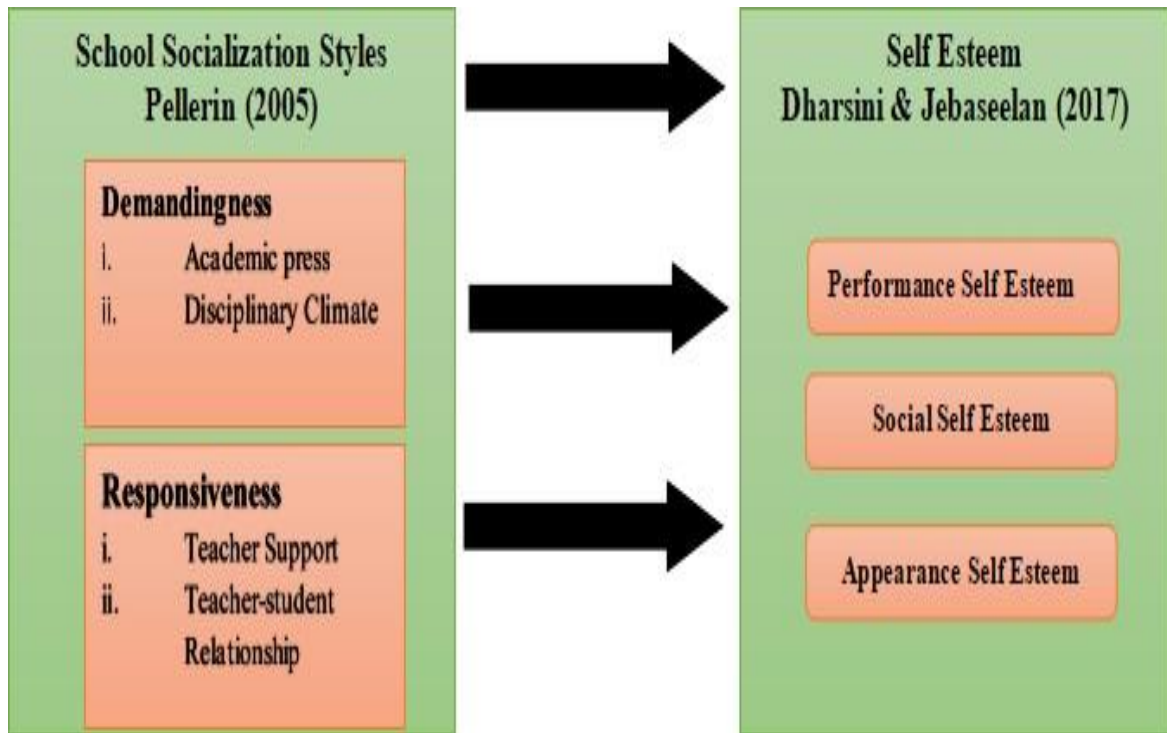 School Socialization Styles
Pellerin (2005)
Demandingness
i. Academic press
ii. Disciplinary Climate
Responsiveness
i. Teacher Support
ii. Teacher-student
Relationship
Self Esteem
Dharsini & Jebaseelan (2017)
Performance Self Esteem
Social Self Esteem
Appearance Self Esteem